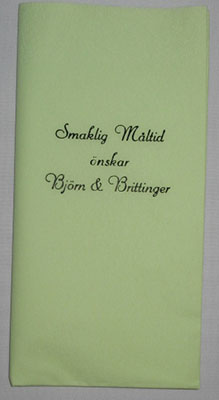 Smaklig Måltid
önskar
Björn & Brittinger